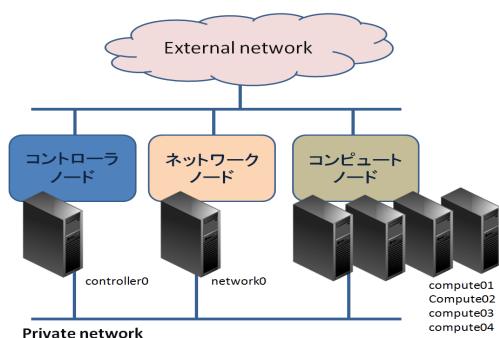 External network
コントローラ
ノード
ネットワーク
ノード
コンピュート
ノード
controller0
network0
compute01
Compute02
compute03
compute04
Private network